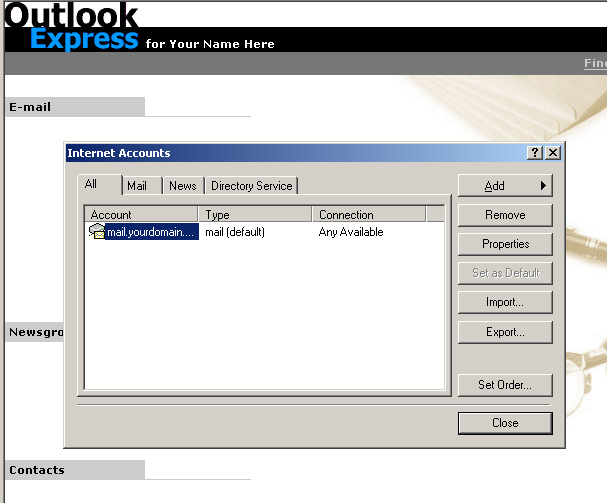 Outlook
Express for Your Name Here
Fin
E-mail
Internet Accounts
All Mail News Directory Service
Add
Account Type Connection
Remove
mail.yourdomain.... mail (default) Any Available
Properties
Set as Default
Import...
Newsgro
Export...
Set Order...
Close
Contacts